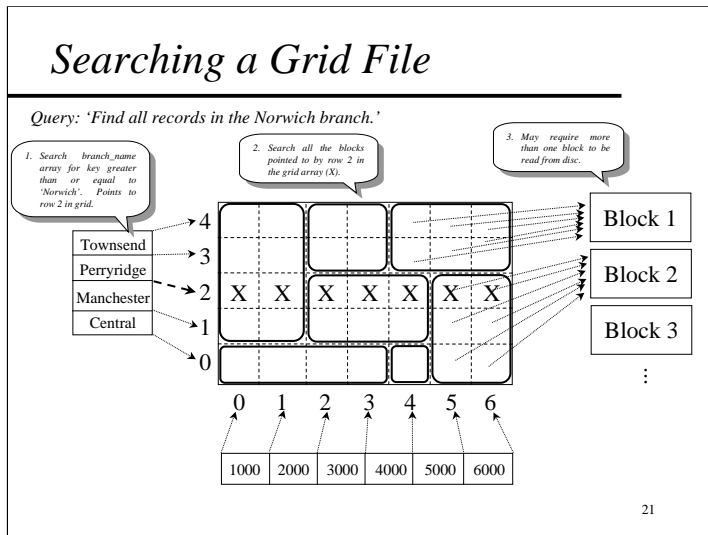 Searching a Grid File
Query: ‘Find all records in the Norwich branch.’
1. Search branch_name
array for key greater
than or equal to
‘Norwich’. Points to
row 2 in grid.
2. Search all the blocks
pointed to by row 2 in
the grid array (X).
3. May require more
than one block to be
read from disc.
Townsend
Perryridge
Manchester
Central
4
3
2
1
0
X X X X X X X
Block 1
Block 2
Block 3
⋮
0 1 2 3 4 5 6
1000 2000 3000 4000 5000 6000
21